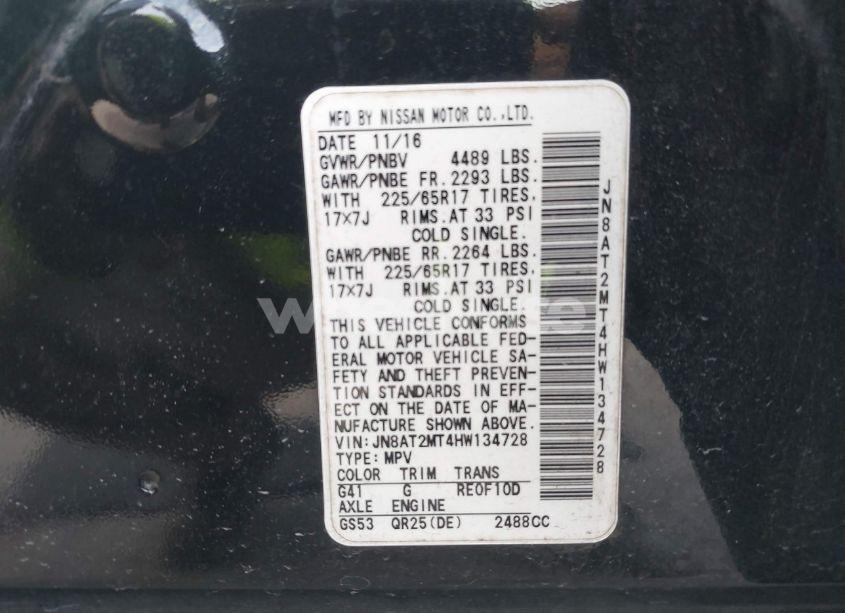 MFD BY NISSAN MOTOR CO.,LTD.
DATE 11/16
GVWR/PNBV 4489 LBS.
GAWR/PNBE FR. 2293 LBS.
WITH 225/65R17 TIRES,
17×7J RIMS. AT 33 PSI
COLD SINGLE.
GAWR/PNBE RR. 2264 LBS.
WITH 225/65R17 TIRES,
17×7J RIMS. AT 33 PSI
COLD SINGLE.
THIS VEHICLE CONFORMS
TO ALL APPLICABLE FED-
ERAL MOTOR VEHICLE SA-
FETY AND THEFT PREVEN-
TION STANDARDS IN EFF-
ECT ON THE DATE OF MA-
NUFACTURE SHOWN ABOVE.
VIN:JN8AT2MT4HW134728
TYPE:MPV
COLOR TRIM TRANS
G41 G RE0F10D
AXLE ENGINE
GS53 QR25(DE) 2488CC
JN8AT2MT4HW134728